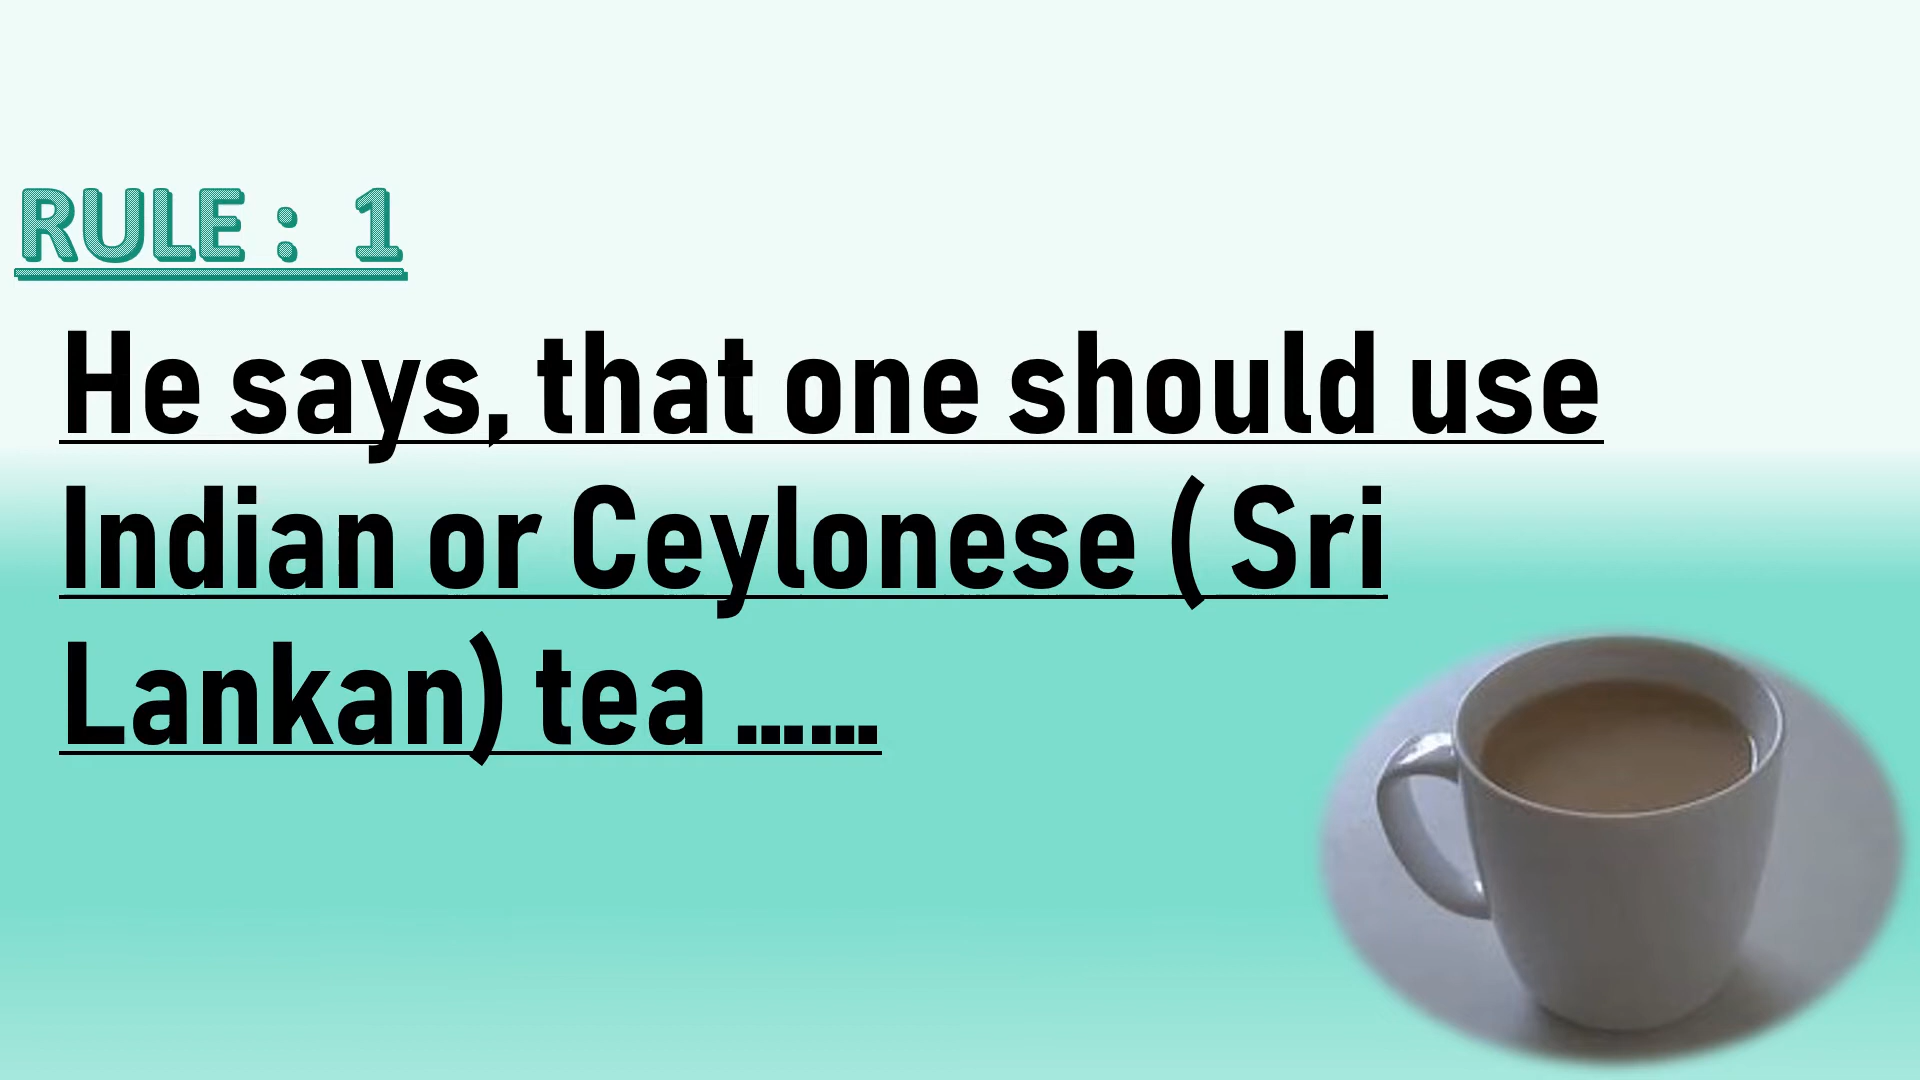 RULE : 1
He says, that one should use
Indian or Ceylonese ( Sri
Lankan) tea ......